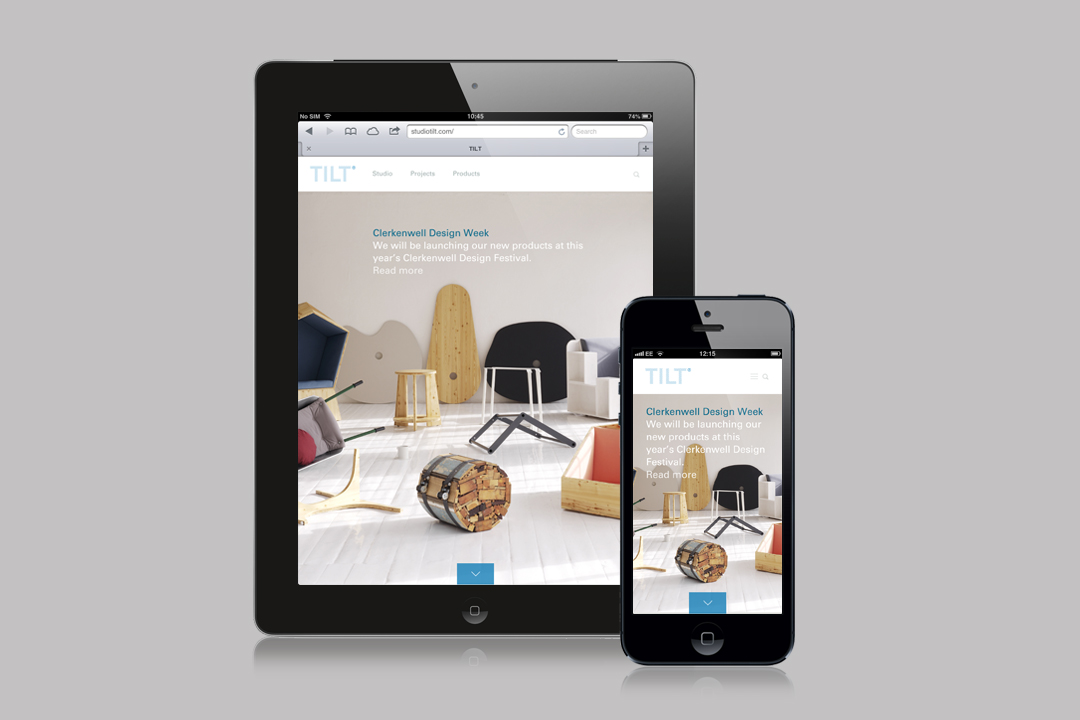 No SIM 10:45 74%
studiotilt.com/ Search
TILT
TILT Studio Projects Products
Clerkenwell Design Week
We will be launching our new products at this
year's Clerkenwell Design Festival.
Read more
EE 12:15
TILT
Clerkenwell Design Week
We will be launching our
new products at this
year's Clerkenwell Design
Festival.
Read more